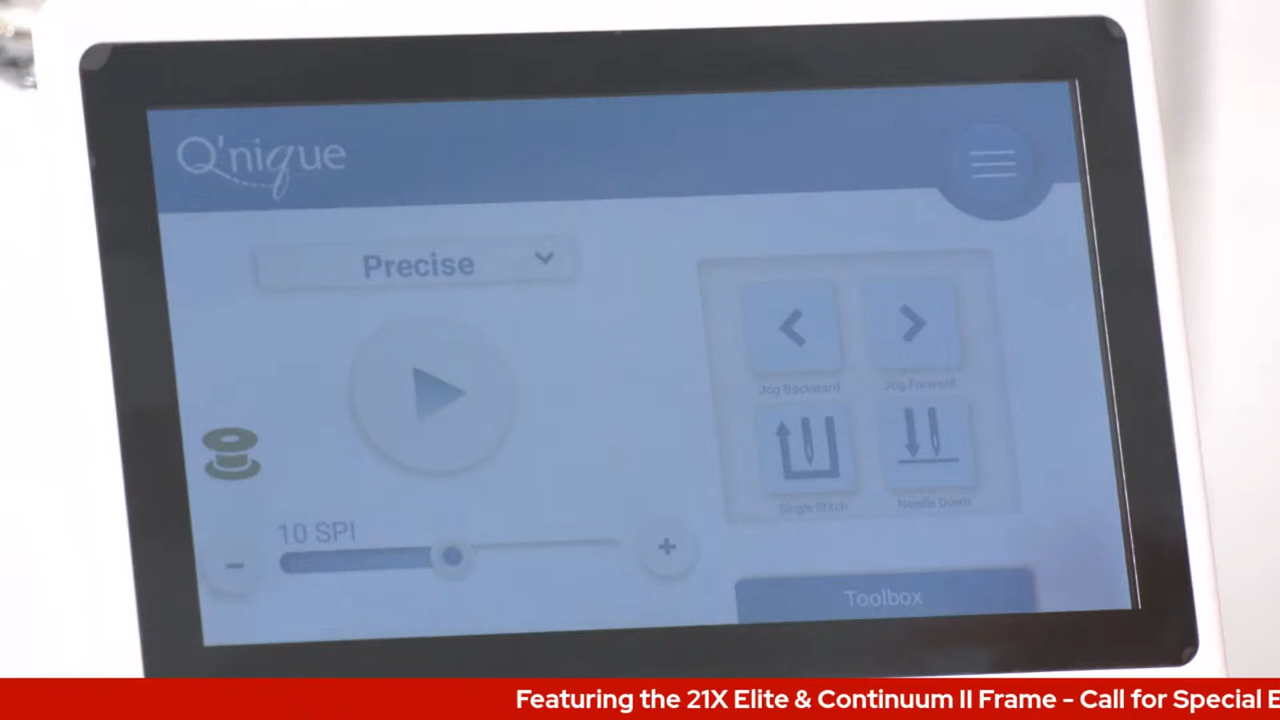 Q'nique
Precise
Jog Backward
Jog Forward
Single Stitch
Needle Down
10 SPI
Toolbox
Featuring the 21X Elite & Continuum II Frame - Call for Special E